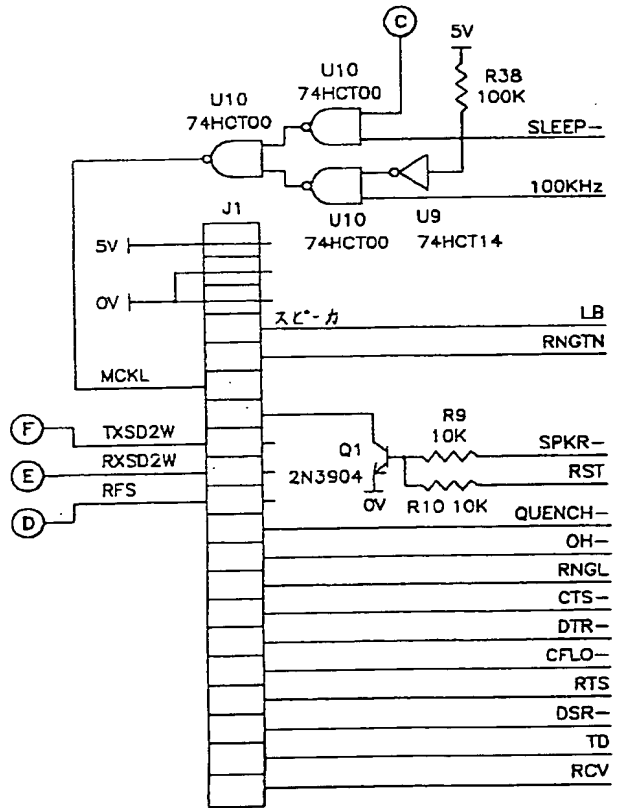 C
5V
R38
100K
U10
74HCT00
U10
74HCT00
SLEEP-
100KHz
U10
74HCT00
U9
74HCT14
J1
5V
0V
スピーカ
LB
RNGTN
MCKL
F
TXSD2W
E
RXSD2W
D
RFS
Q1
2N3904
0V
R9
10K
SPKR-
RST
R10 10K
QUENCH-
OH-
RNGL
CTS-
DTR-
CFLO-
RTS
DSR-
TD
RCV